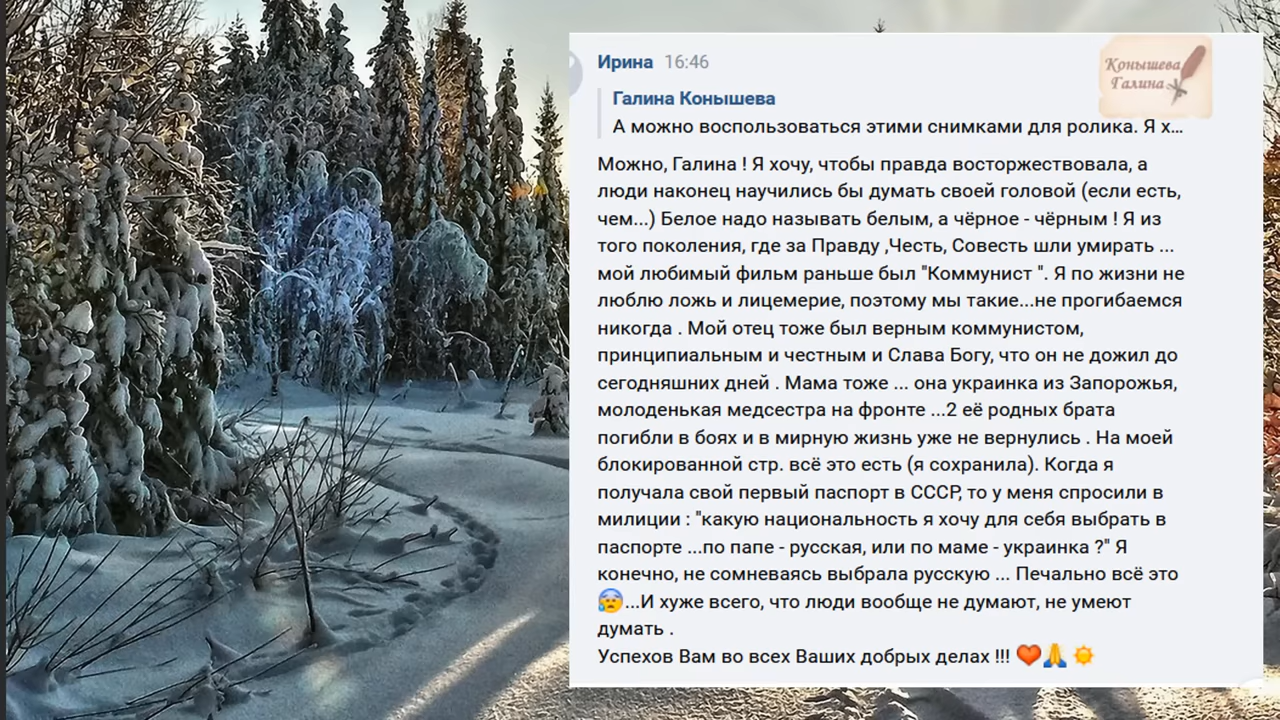 Ирина 16:46
Конышева
Галина
Галина Конышева
А можно воспользоваться этими снимками для ролика. Я х...
Можно, Галина ! Я хочу, чтобы правда восторжествовала, а
люди наконец научились бы думать своей головой (если есть,
чем...) Белое надо называть белым, а чёрное - чёрным ! Я из
того поколения, где за Правду ,Честь, Совесть шли умирать ...
мой любимый фильм раньше был "Коммунист ". Я по жизни не
люблю ложь и лицемерие, поэтому мы такие...не прогибаемся
никогда . Мой отец тоже был верным коммунистом,
принципиальным и честным и Слава Богу, что он не дожил до
сегодняшних дней . Мама тоже ... она украинка из Запорожья,
молоденькая медсестра на фронте ...2 её родных брата
погибли в боях и в мирную жизнь уже не вернулись . На моей
блокированной стр. всё это есть (я сохранила). Когда я
получала свой первый паспорт в СССР, то у меня спросили в
милиции : "какую национальность я хочу для себя выбрать в
паспорте ...по папе - русская, или по маме - украинка ?" Я
конечно, не сомневаясь выбрала русскую ... Печально всё это
😰...И хуже всего, что люди вообще не думают, не умеют
думать .
Успехов Вам во всех Ваших добрых делах !!! ❤️🙏☀️